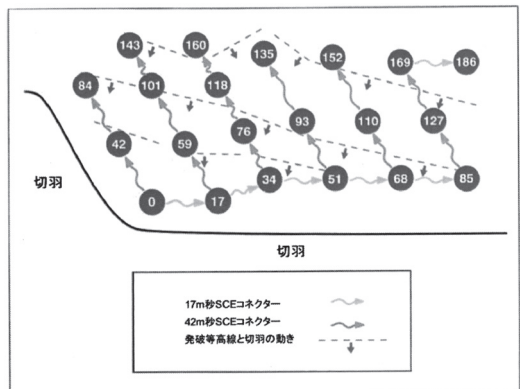 143 160 135 152 169 186
84 101 118
42 59 76 93 110 127
0 17 34 51 68 85
切羽
切羽
17m秒SCEコネクター
42m秒SCEコネクター
発破等高線と切羽の動き